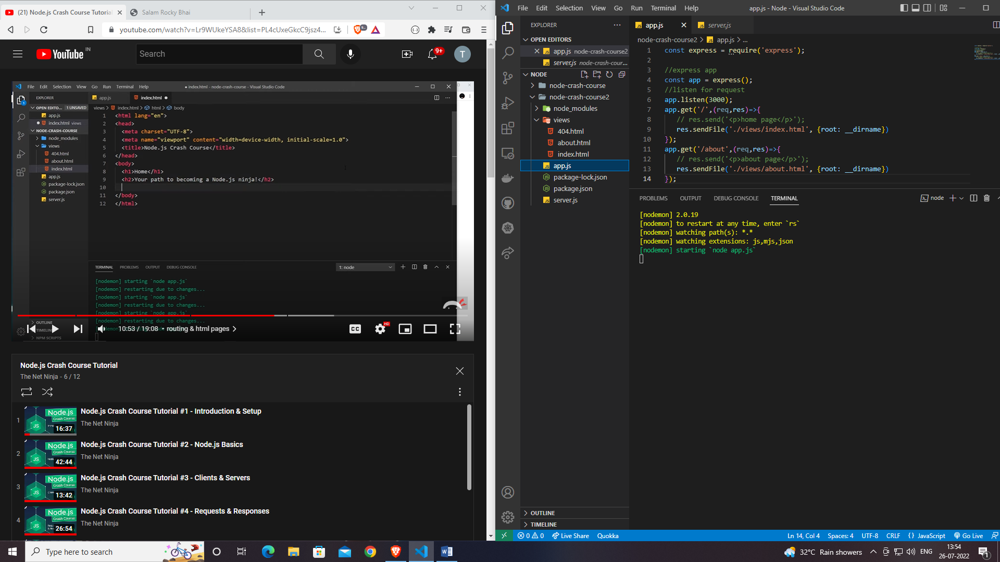 (21) Node.js Crash Course Tutorial
Salam Rocky Bhai
youtube.com/watch?v=Lr9WUkeYSA8&list=PL4cUxeGkcC9jsz4...
YouTube IN
Search
9+
T
File Edit Selection View Go Run Terminal Help
index.html - node-crash-course - Visual Studio Code
EXPLORER
app.js
index.html
OPEN EDITO... 1 UNSAVED
app.js
index.html views
NODE-CRASH-COURSE
node_modules
views
404.html
about.html
index.html
app.js
package-lock.json
package.json
server.js
views > index.html > html > body
1 <html lang="en">
2 <head>
3 <meta charset="UTF-8">
4 <meta name="viewport" content="width=device-width, initial-scale=1.0">
5 <title>Node.js Crash Course</title>
6 </head>
7 <body>
8 <h1>Home</h1>
9 <h2>Your path to becoming a Node.js ninja!</h2>
10
11 </body>
12 </html>
TERMINAL PROBLEMS OUTPUT DEBUG CONSOLE
1: node
[nodemon] starting `node app.js`
[nodemon] restarting due to changes...
[nodemon] starting `node app.js`
[nodemon] restarting due to changes...
[nodemon] starting `node app.js`
[nodemon] restarting due to changes...
OUTLINE
TIMELINE
NPM SCRIPTS
10:53 / 19:08 • routing & html pages >
CC
HD
Node.js Crash Course Tutorial
The Net Ninja - 6 / 12
1
Node.js
Crash Course
JS
16:37
Node.js Crash Course Tutorial #1 - Introduction & Setup
The Net Ninja
2
Node.js
Crash Course
JS
42:44
Node.js Crash Course Tutorial #2 - Node.js Basics
The Net Ninja
3
Node.js
Crash Course
JS
13:42
Node.js Crash Course Tutorial #3 - Clients & Servers
The Net Ninja
4
Node.js
Crash Course
JS
26:54
Node.js Crash Course Tutorial #4 - Requests & Responses
The Net Ninja
File Edit Selection View Go Run Terminal Help
app.js - Node - Visual Studio Code
EXPLORER
OPEN EDITORS
app.js node-crash-course2
server.js node-crash-cour...
NODE
node-crash-course
node-crash-course2
node_modules
views
404.html
about.html
index.html
app.js
package-lock.json
package.json
server.js
OUTLINE
TIMELINE
app.js
server.js
node-crash-course2 > app.js > ...
1 const express = require('express');
2
3 //express app
4 const app = express();
5 //listen for request
6 app.listen(3000);
7 app.get('/',(req,res)=>{
8 // res.send('<p>home page</p>');
9 res.sendFile('./views/index.html', {root: __dirname})
10 });
11 app.get('/about',(req,res)=>{
12 // res.send('<p>about page</p>');
13 res.sendFile('./views/about.html', {root: __dirname})
14 });
PROBLEMS OUTPUT DEBUG CONSOLE TERMINAL
node
[nodemon] 2.0.19
[nodemon] to restart at any time, enter `rs`
[nodemon] watching path(s): *.*
[nodemon] watching extensions: js,mjs,json
[nodemon] starting `node app.js`
0 0 Live Share Quokka
Ln 14, Col 4 Spaces: 4 UTF-8 CRLF {} JavaScript Go Live
Type here to search
32°C Rain showers
ENG
13:54
26-07-2022
1